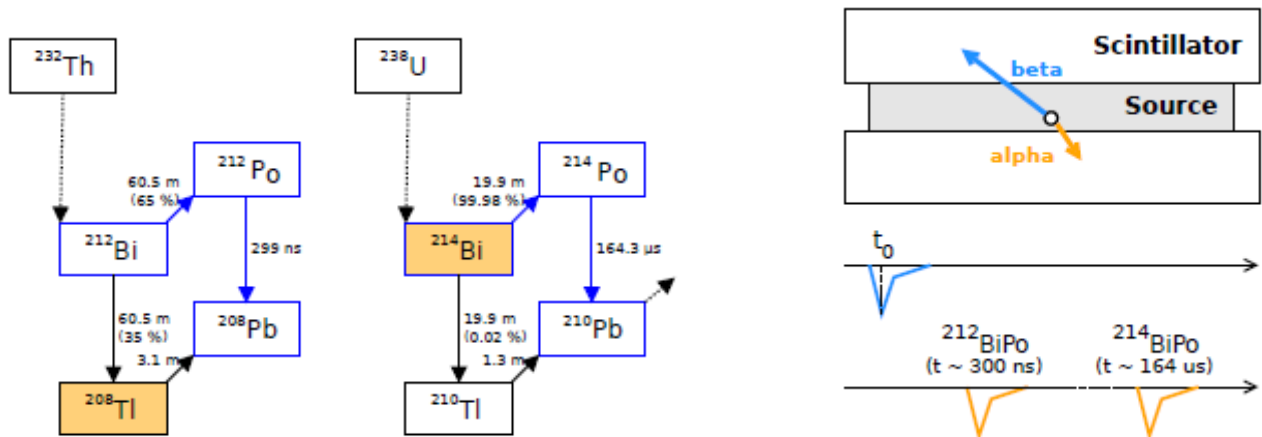 ²³²Th
²³⁸U
²¹²Po
²¹⁴Po
60.5 m
(65 %)
19.9 m
(99.98 %)
²¹²Bi
²¹⁴Bi
299 ns
164.3 µs
²⁰⁸Pb
²¹⁰Pb
60.5 m
(35 %)
19.9 m
(0.02 %)
3.1 m
1.3 m
²⁰⁸Tl
²¹⁰Tl
Scintillator
beta
Source
alpha
t₀
²¹²BiPo
(t ~ 300 ns)
²¹⁴BiPo
(t ~ 164 us)